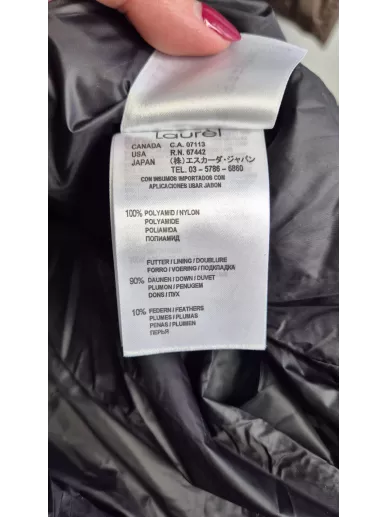 Laurèl
CANADA C.A. 07113
USA R.N. 67442
JAPAN (株)エスカーダ・ジャパン
TEL. 03 – 5786 – 6860
CON INSUMOS IMPORTADOS CON
APLICACIONES USAR JABON
100% POLYAMID / NYLON
POLYAMIDE
POLIAMIDA
ПОЛИАМИД
FUTTER / LINING / DOUBLURE
FORRO / VOERING / ПОДКЛАДКА
90% DAUNEN / DOWN / DUVET
PLUMON / PENUGEM
DONS / ПУХ
10% FEDERN / FEATHERS
PLUMES / PLUMAS
PENAS / PLUIMEN
ПЕРЬЯ